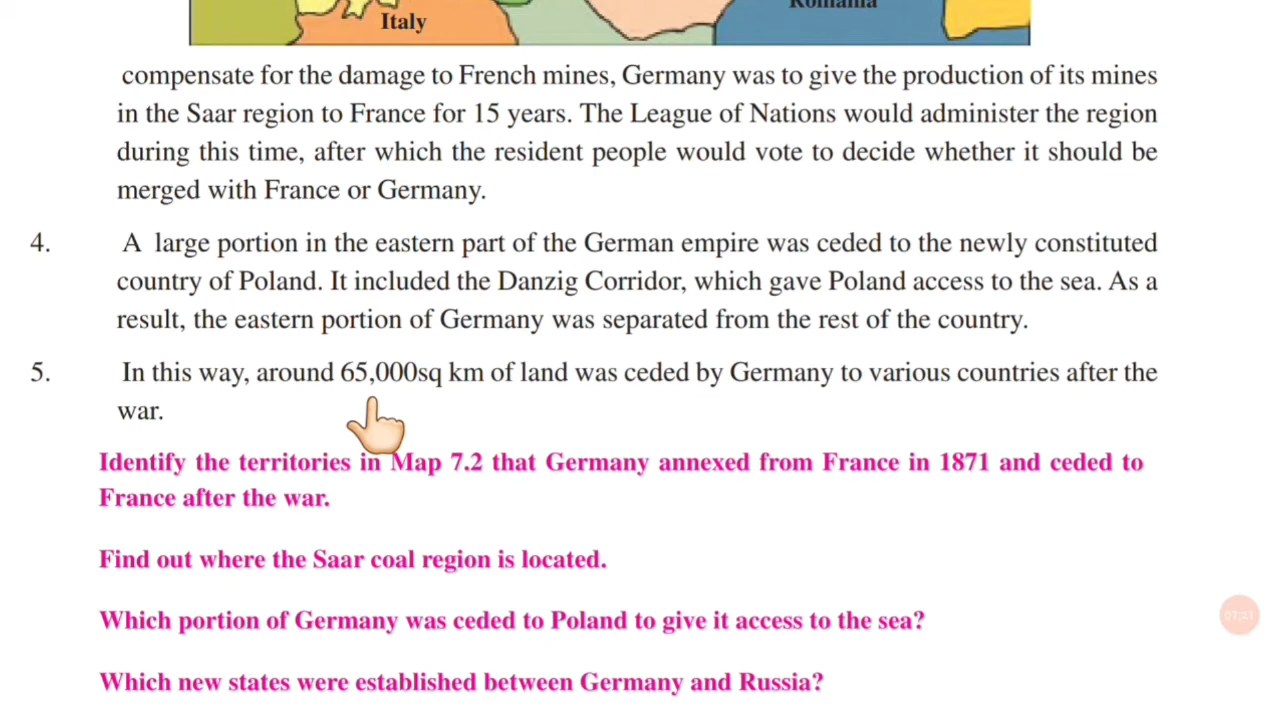 Romania
Italy
compensate for the damage to French mines, Germany was to give the production of its mines
in the Saar region to France for 15 years. The League of Nations would administer the region
during this time, after which the resident people would vote to decide whether it should be
merged with France or Germany.
4. A large portion in the eastern part of the German empire was ceded to the newly constituted
country of Poland. It included the Danzig Corridor, which gave Poland access to the sea. As a
result, the eastern portion of Germany was separated from the rest of the country.
5. In this way, around 65,000sq km of land was ceded by Germany to various countries after the
war.
Identify the territories in Map 7.2 that Germany annexed from France in 1871 and ceded to
France after the war.
Find out where the Saar coal region is located.
Which portion of Germany was ceded to Poland to give it access to the sea?
Which new states were established between Germany and Russia?